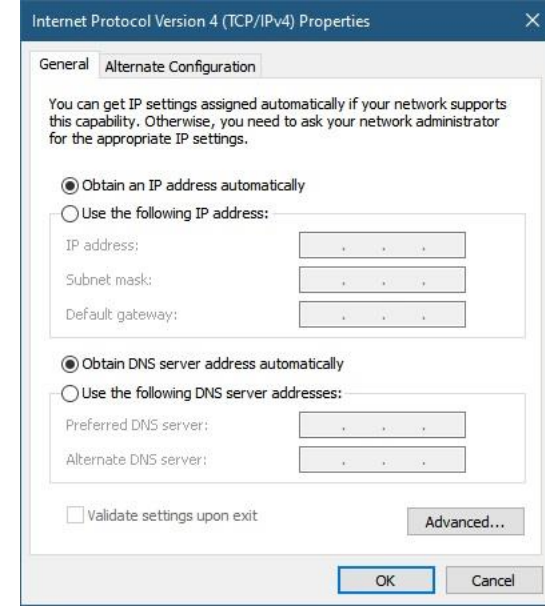 Internet Protocol Version 4 (TCP/IPv4) Properties
General
Alternate Configuration
You can get IP settings assigned automatically if your network supports
this capability. Otherwise, you need to ask your network administrator
for the appropriate IP settings.
Obtain an IP address automatically
Use the following IP address:
IP address:
Subnet mask:
Default gateway:
Obtain DNS server address automatically
Use the following DNS server addresses:
Preferred DNS server:
Alternate DNS server:
Validate settings upon exit
Advanced...
OK
Cancel